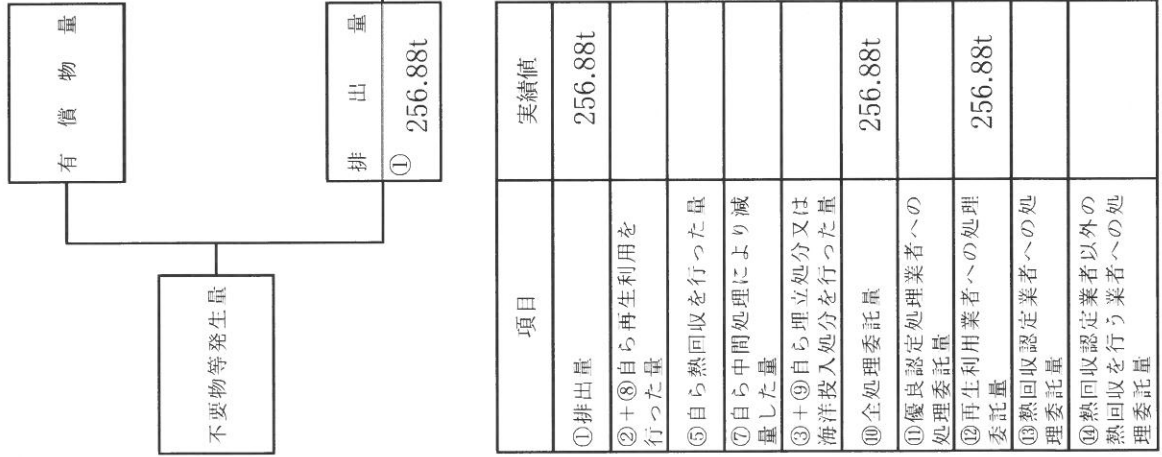 有償物量
不要物等発生量
排出量
①
256.88t
項目
実績値
①排出量
256.88t
②+⑧自ら再生利用を
行った量
⑤自ら熱回収を行った量
⑦自ら中間処理により減
量した量
③+⑨自ら埋立処分又は
海洋投入処分を行った量
⑩全処理委託量
256.88t
⑪優良認定処理業者への
処理委託量
⑫再生利用業者への処理
委託量
256.88t
⑬熱回収認定業者への処
理委託量
⑭熱回収認定業者以外の
熱回収を行う業者への処
理委託量